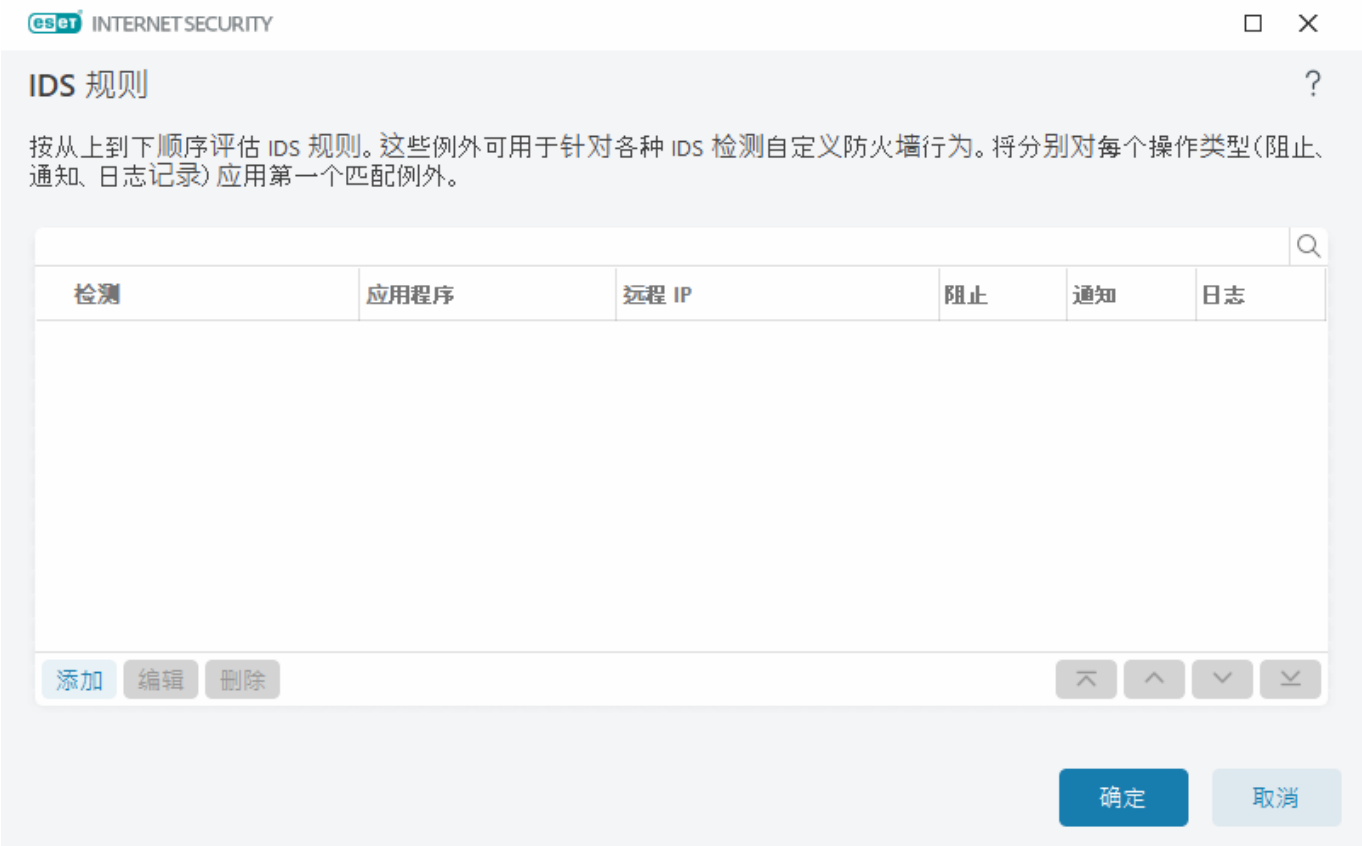 eset INTERNET SECURITY
IDS 规则
?
按从上到下顺序评估 IDS 规则。这些例外可用于针对各种 IDS 检测自定义防火墙行为。将分别对每个操作类型(阻止、
通知、日志记录) 应用第一个匹配例外。
检测 应用程序 远程 IP 阻止 通知 日志
添加 编辑 删除
确定 取消